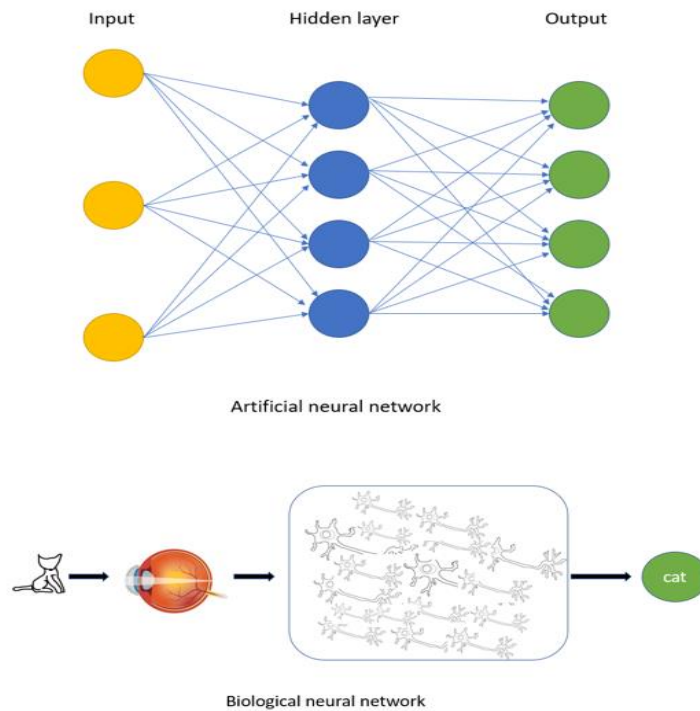 Input Hidden layer Output
Artificial neural network
cat
Biological neural network